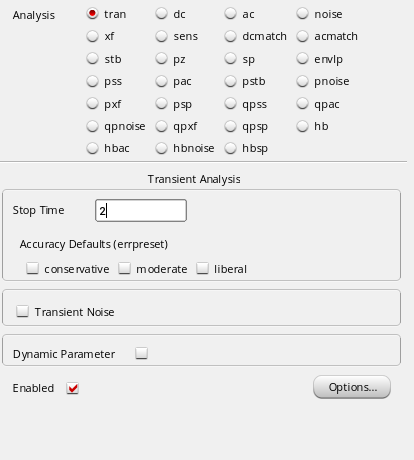 Analysis tran dc ac noise
xf sens dcmatch acmatch
stb pz sp envlp
pss pac pstb pnoise
pxf psp qpss qpac
qpnoise qpxf qpsp hb
hbac hbnoise hbsp
Transient Analysis
Stop Time 2
Accuracy Defaults (errpreset)
conservative moderate liberal
Transient Noise
Dynamic Parameter
Enabled Options...